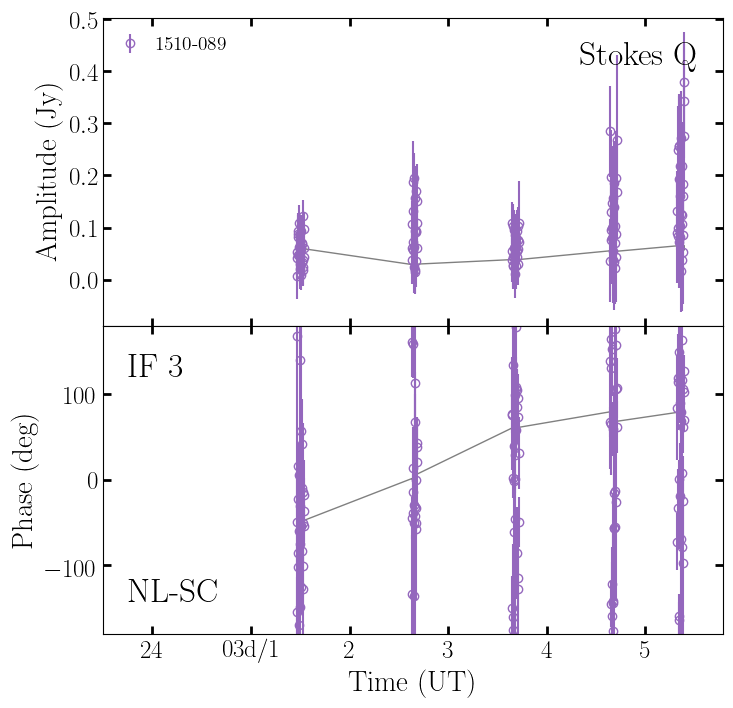 1510-089
Stokes Q
0.5
0.4
0.3
0.2
0.1
0.0
Amplitude (Jy)
IF 3
100
0
−100
Phase (deg)
NL-SC
24 03d/1 2 3 4 5
Time (UT)